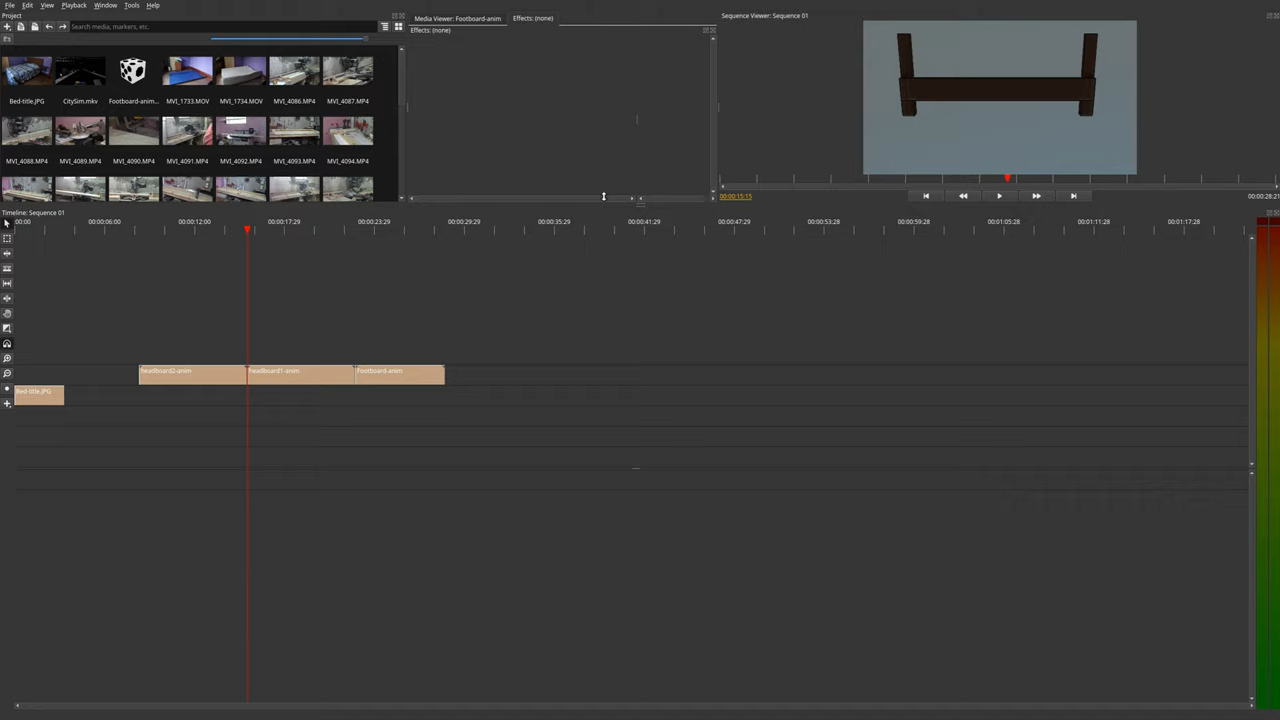 File Edit View Playback Window Tools Help
Project
Search media, markers, etc.
Bed-title.JPG CitySim.mkv Footboard-anim... MVI_1733.MOV MVI_1734.MOV MVI_4086.MP4 MVI_4087.MP4
MVI_4088.MP4 MVI_4089.MP4 MVI_4090.MP4 MVI_4091.MP4 MVI_4092.MP4 MVI_4093.MP4 MVI_4094.MP4
Media Viewer: Footboard-anim Effects: (none)
Effects: (none)
Sequence Viewer: Sequence 01
00:00:15:15 00:00:28:21
Timeline: Sequence 01
00:00 00:00:06:00 00:00:12:00 00:00:17:29 00:00:23:29 00:00:29:29 00:00:35:29 00:00:41:29 00:00:47:29 00:00:53:28 00:00:59:28 00:01:05:28 00:01:11:28 00:01:17:28
headboard2-anim headboard1-anim Footboard-anim
Bed-title.JPG